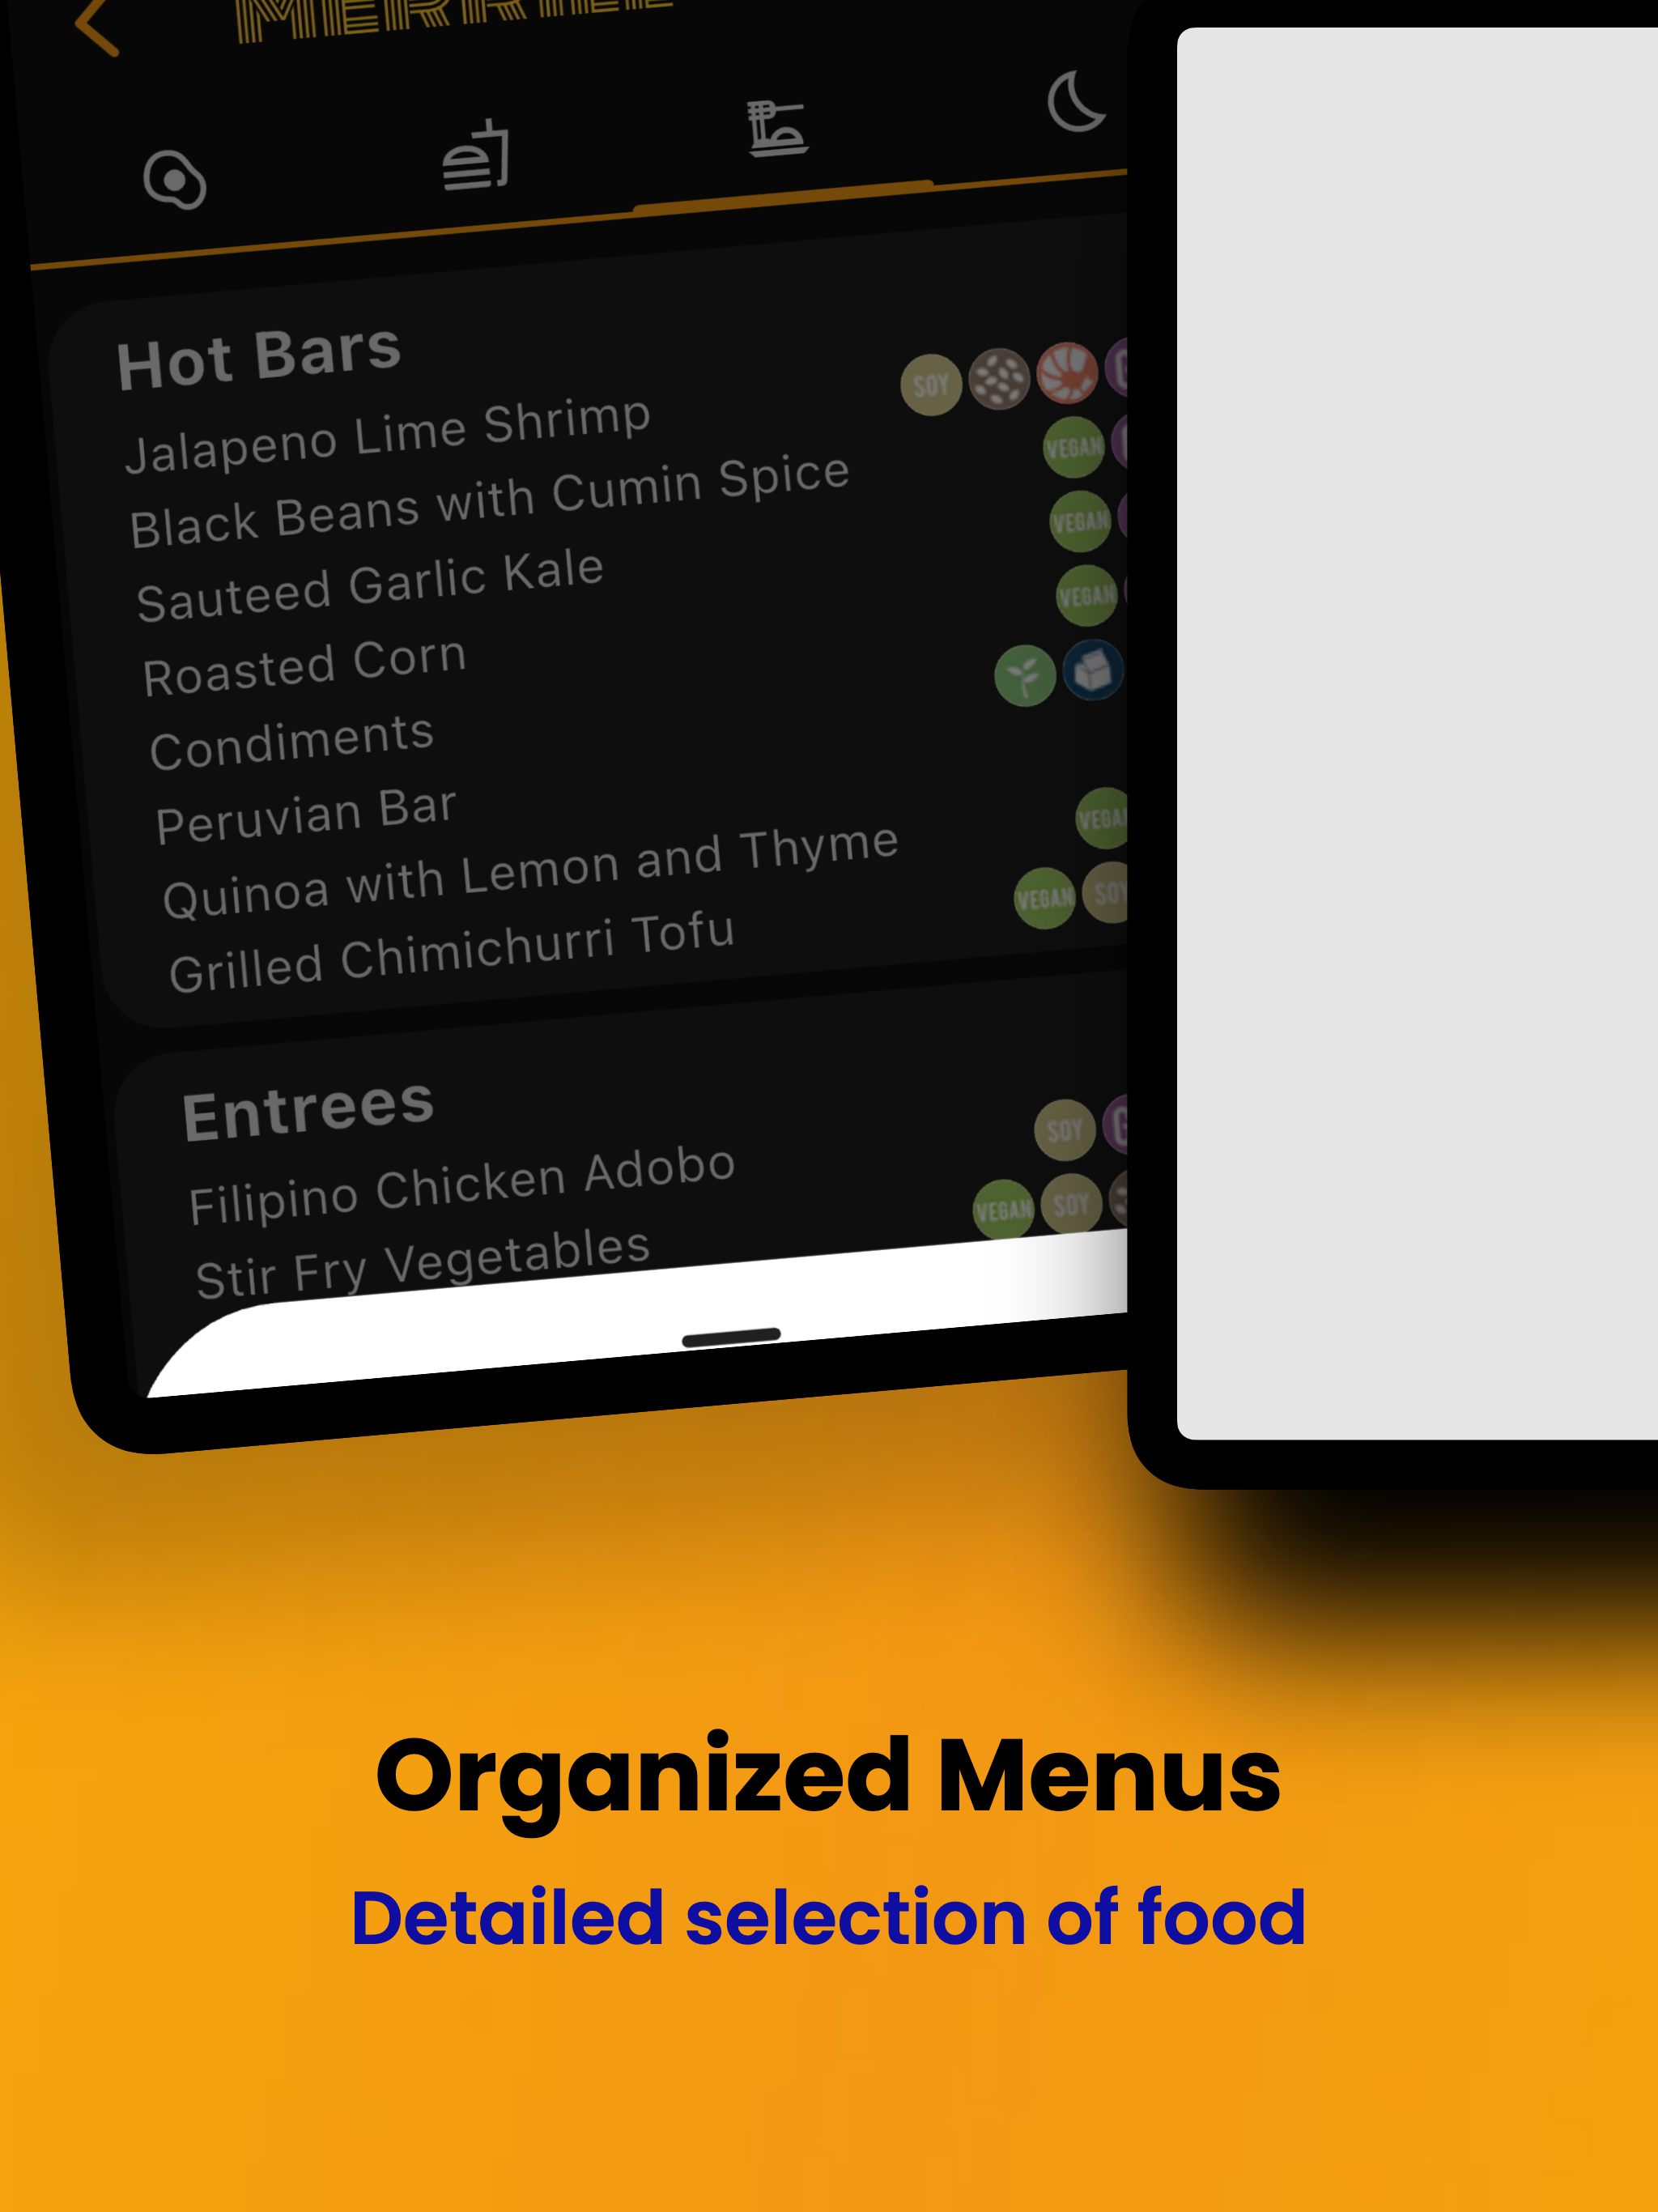 Hot Bars
Jalapeno Lime Shrimp
SOY
Black Beans with Cumin Spice
VEGAN
Sauteed Garlic Kale
VEGAN
Roasted Corn
VEGAN
Condiments
Peruvian Bar
Quinoa with Lemon and Thyme
Grilled Chimichurri Tofu
VEGAN SOY
Entrees
Filipino Chicken Adobo
SOY
Stir Fry Vegetables
VEGAN SOY
Organized Menus
Detailed selection of food